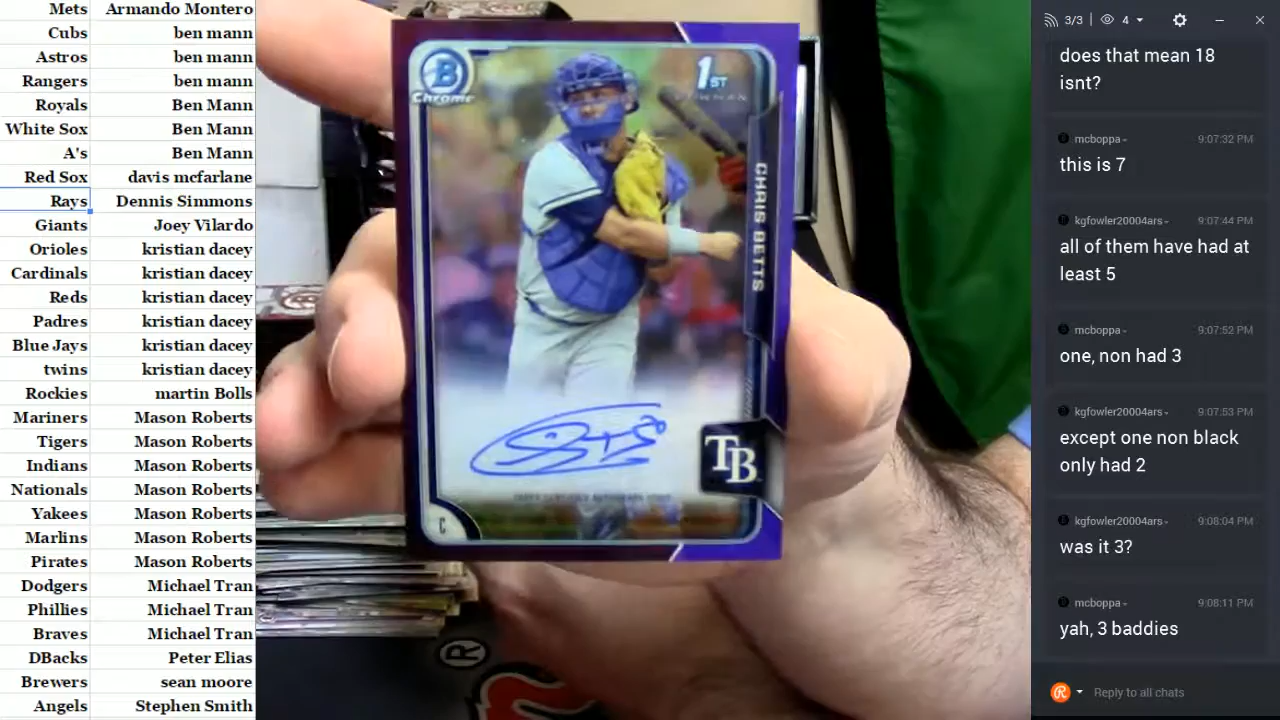 Mets Armando Montero
Cubs ben mann
Astros ben mann
Rangers ben mann
Royals Ben Mann
White Sox Ben Mann
A's Ben Mann
Red Sox davis mcfarlane
Rays Dennis Simmons
Giants Joey Vilardo
Orioles kristian dacey
Cardinals kristian dacey
Reds kristian dacey
Padres kristian dacey
Blue Jays kristian dacey
twins kristian dacey
Rockies martin Bolls
Mariners Mason Roberts
Tigers Mason Roberts
Indians Mason Roberts
Nationals Mason Roberts
Yakees Mason Roberts
Marlins Mason Roberts
Pirates Mason Roberts
Dodgers Michael Tran
Phillies Michael Tran
Braves Michael Tran
DBacks Peter Elias
Brewers sean moore
Angels Stephen Smith
B
Chrome
1ST
BOWMAN
CHRIS BETTS
TB
C
®
3/3 4
does that mean 18
isnt?
mcboppa 9:07:32 PM
this is 7
kgfowler20004ars 9:07:44 PM
all of them have had at
least 5
mcboppa 9:07:52 PM
one, non had 3
kgfowler20004ars 9:07:53 PM
except one non black
only had 2
kgfowler20004ars 9:08:04 PM
was it 3?
mcboppa 9:08:11 PM
yah, 3 baddies
Reply to all chats